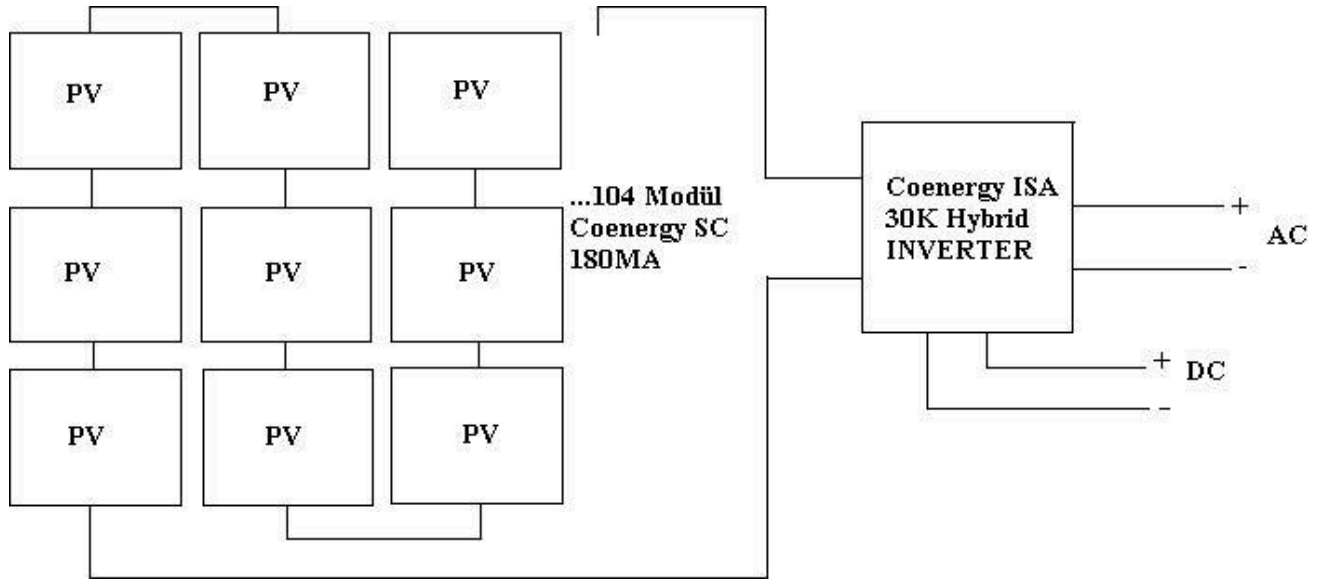 PV
PV
PV
PV
PV
PV
PV
PV
PV
...104 Modül
Coenergy SC
180MA
Coenergy ISA
30K Hybrid
INVERTER
+
AC
-
+
DC
-